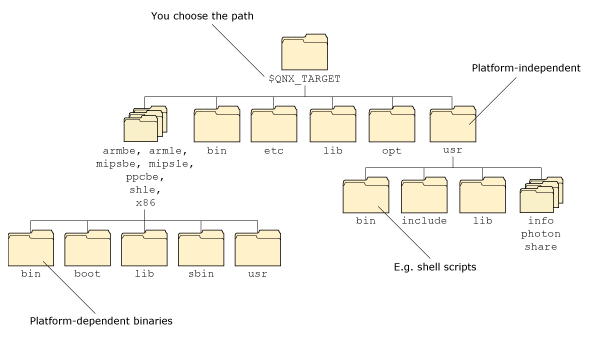 You choose the path
$QNX_TARGET
Platform-independent
armbe, armle,
mipsbe, mipsle,
ppcbe,
shle,
x86
bin
etc
lib
opt
usr
bin
include
lib
info
photon
share
E.g. shell scripts
bin
boot
lib
sbin
usr
Platform-dependent binaries